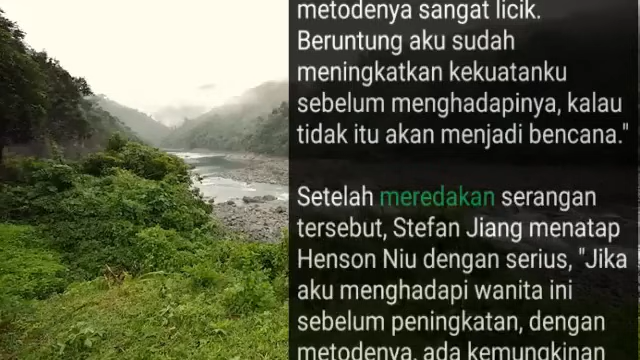 metodenya sangat licik.
Beruntung aku sudah
meningkatkan kekuatanku
sebelum menghadapinya, kalau
tidak itu akan menjadi bencana."
Setelah meredakan serangan
tersebut, Stefan Jiang menatap
Henson Niu dengan serius, "Jika
aku menghadapi wanita ini
sebelum peningkatan, dengan
metodenya, ada kemungkinan